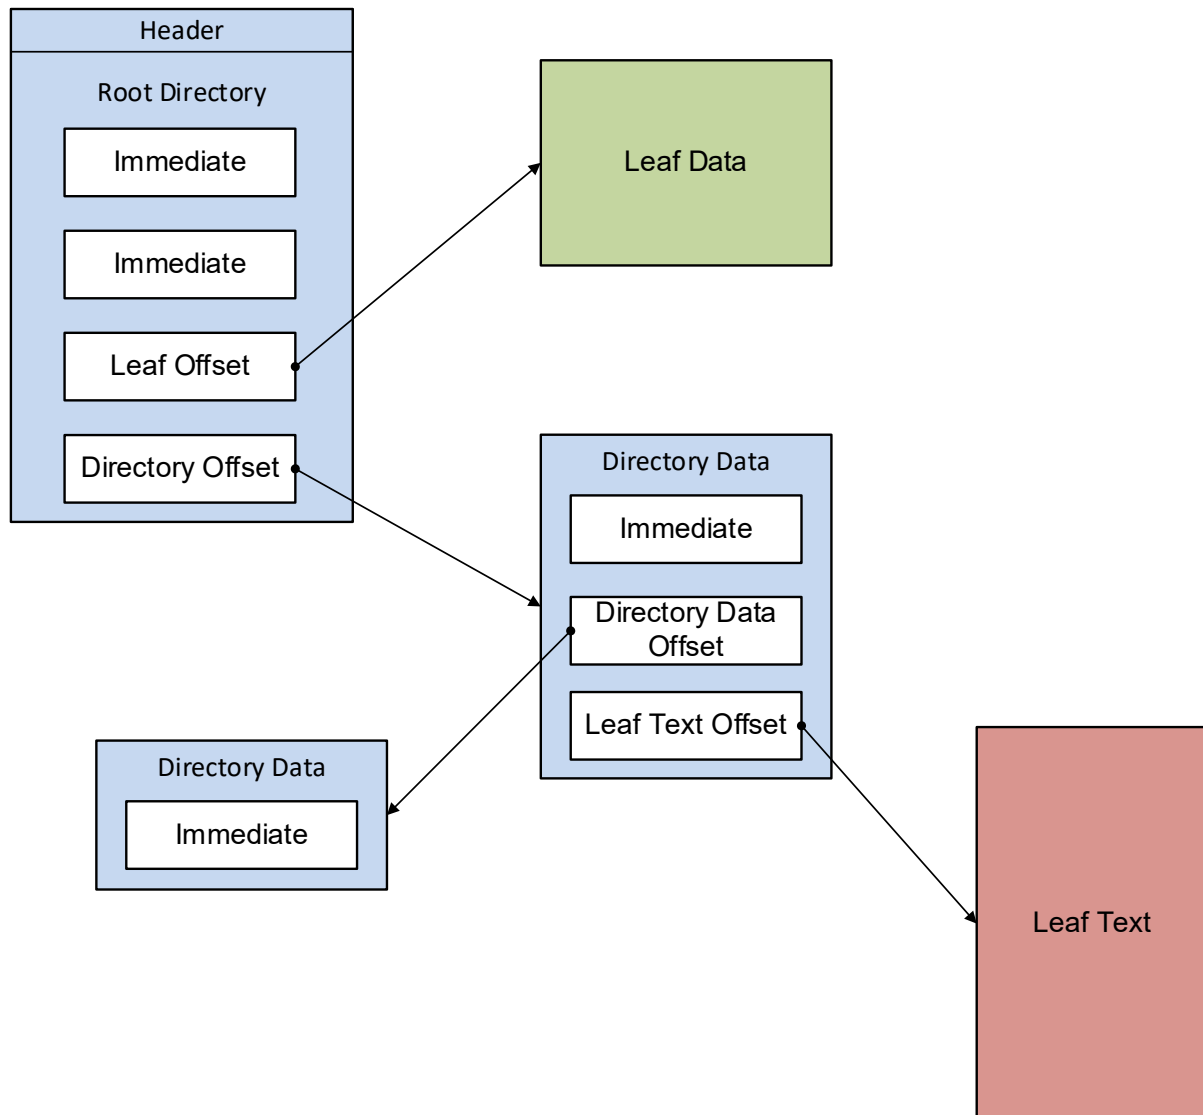 Header
Root Directory
Immediate
Immediate
Leaf Offset
Directory Offset
Leaf Data
Directory Data
Immediate
Directory Data
Offset
Leaf Text Offset
Directory Data
Immediate
Leaf Text